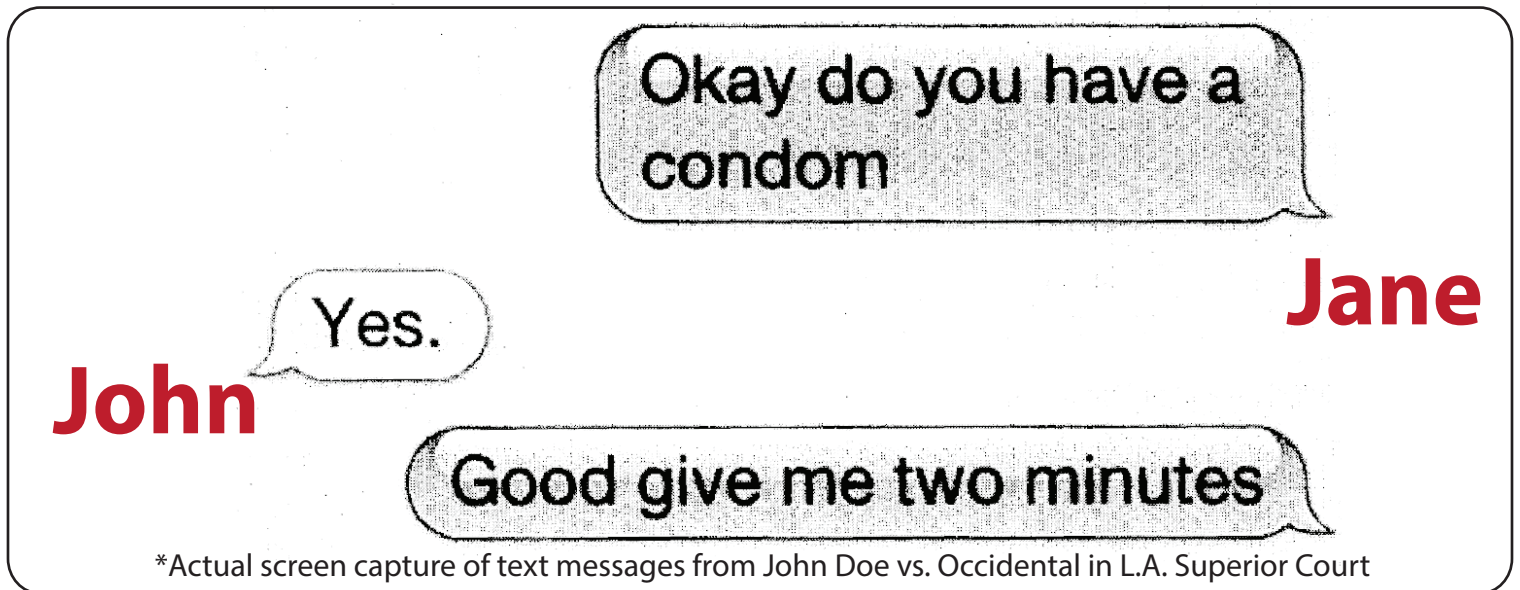 Okay do you have a
condom
Jane
Yes.
John
Good give me two minutes
*Actual screen capture of text messages from John Doe vs. Occidental in L.A. Superior Court